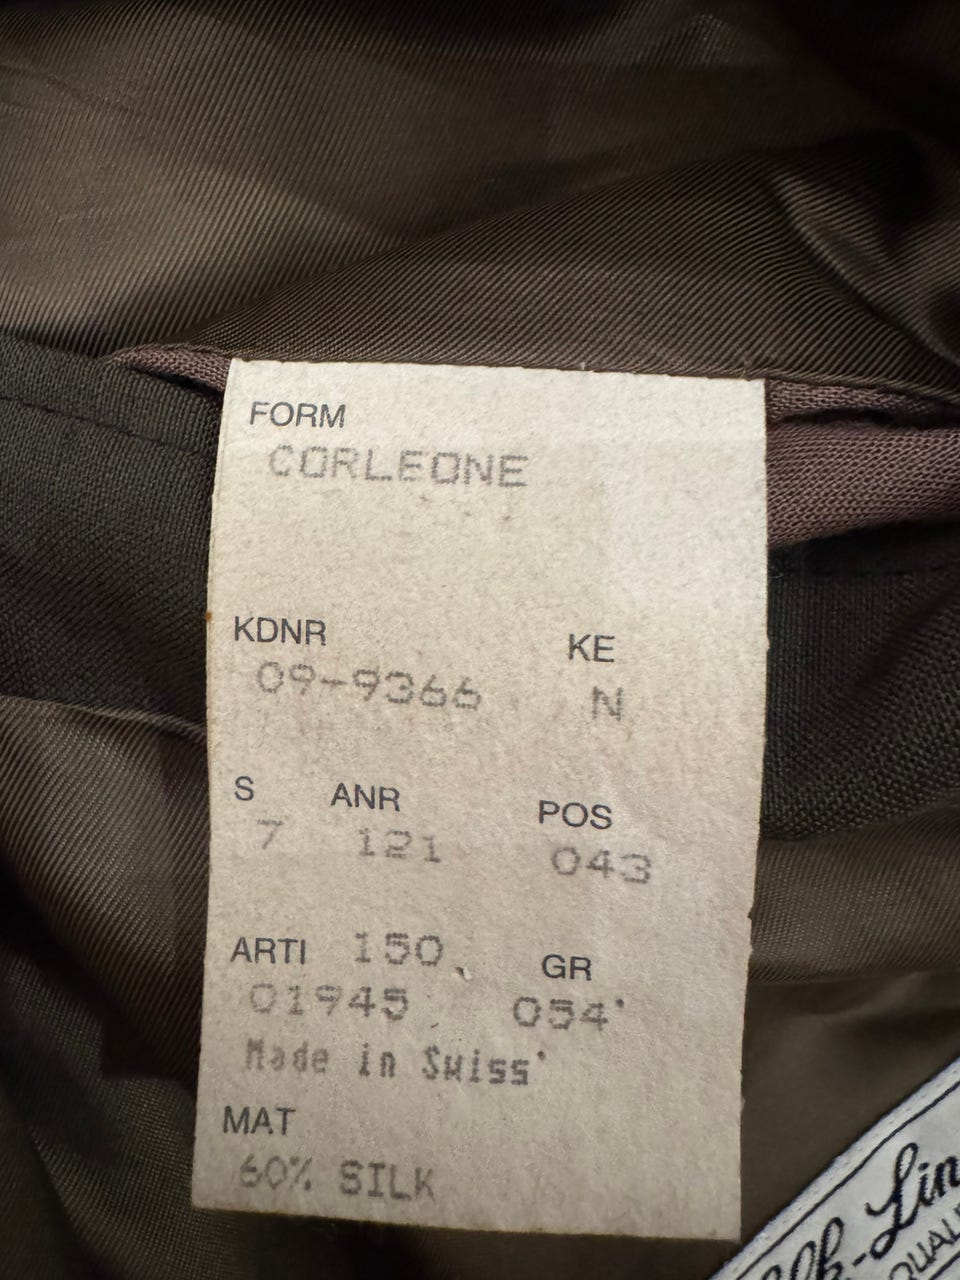 FORM
CORLEONE
KDNR KE
09-9366 N
S ANR POS
7 121 043
ARTI 150 GR
01945 054
Made in Swiss
MAT
60% SILK